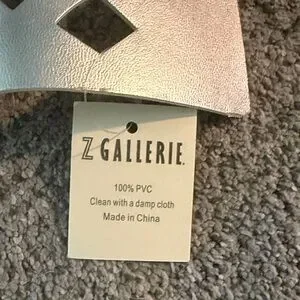 Z GALLERIE.
100% PVC
Clean with a damp cloth
Made in China